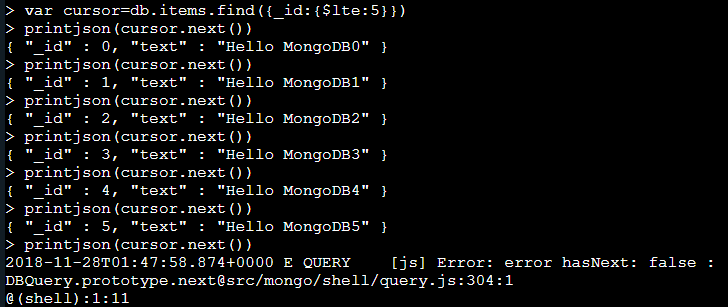 > var cursor=db.items.find({_id:{$lte:5}})
> printjson(cursor.next())
{ "_id" : 0, "text" : "Hello MongoDB0" }
> printjson(cursor.next())
{ "_id" : 1, "text" : "Hello MongoDB1" }
> printjson(cursor.next())
{ "_id" : 2, "text" : "Hello MongoDB2" }
> printjson(cursor.next())
{ "_id" : 3, "text" : "Hello MongoDB3" }
> printjson(cursor.next())
{ "_id" : 4, "text" : "Hello MongoDB4" }
> printjson(cursor.next())
{ "_id" : 5, "text" : "Hello MongoDB5" }
> printjson(cursor.next())
2018-11-28T01:47:58.874+0000 E QUERY    [js] Error: error hasNext: false :
DBQuery.prototype.next@src/mongo/shell/query.js:304:1
@(shell):1:11